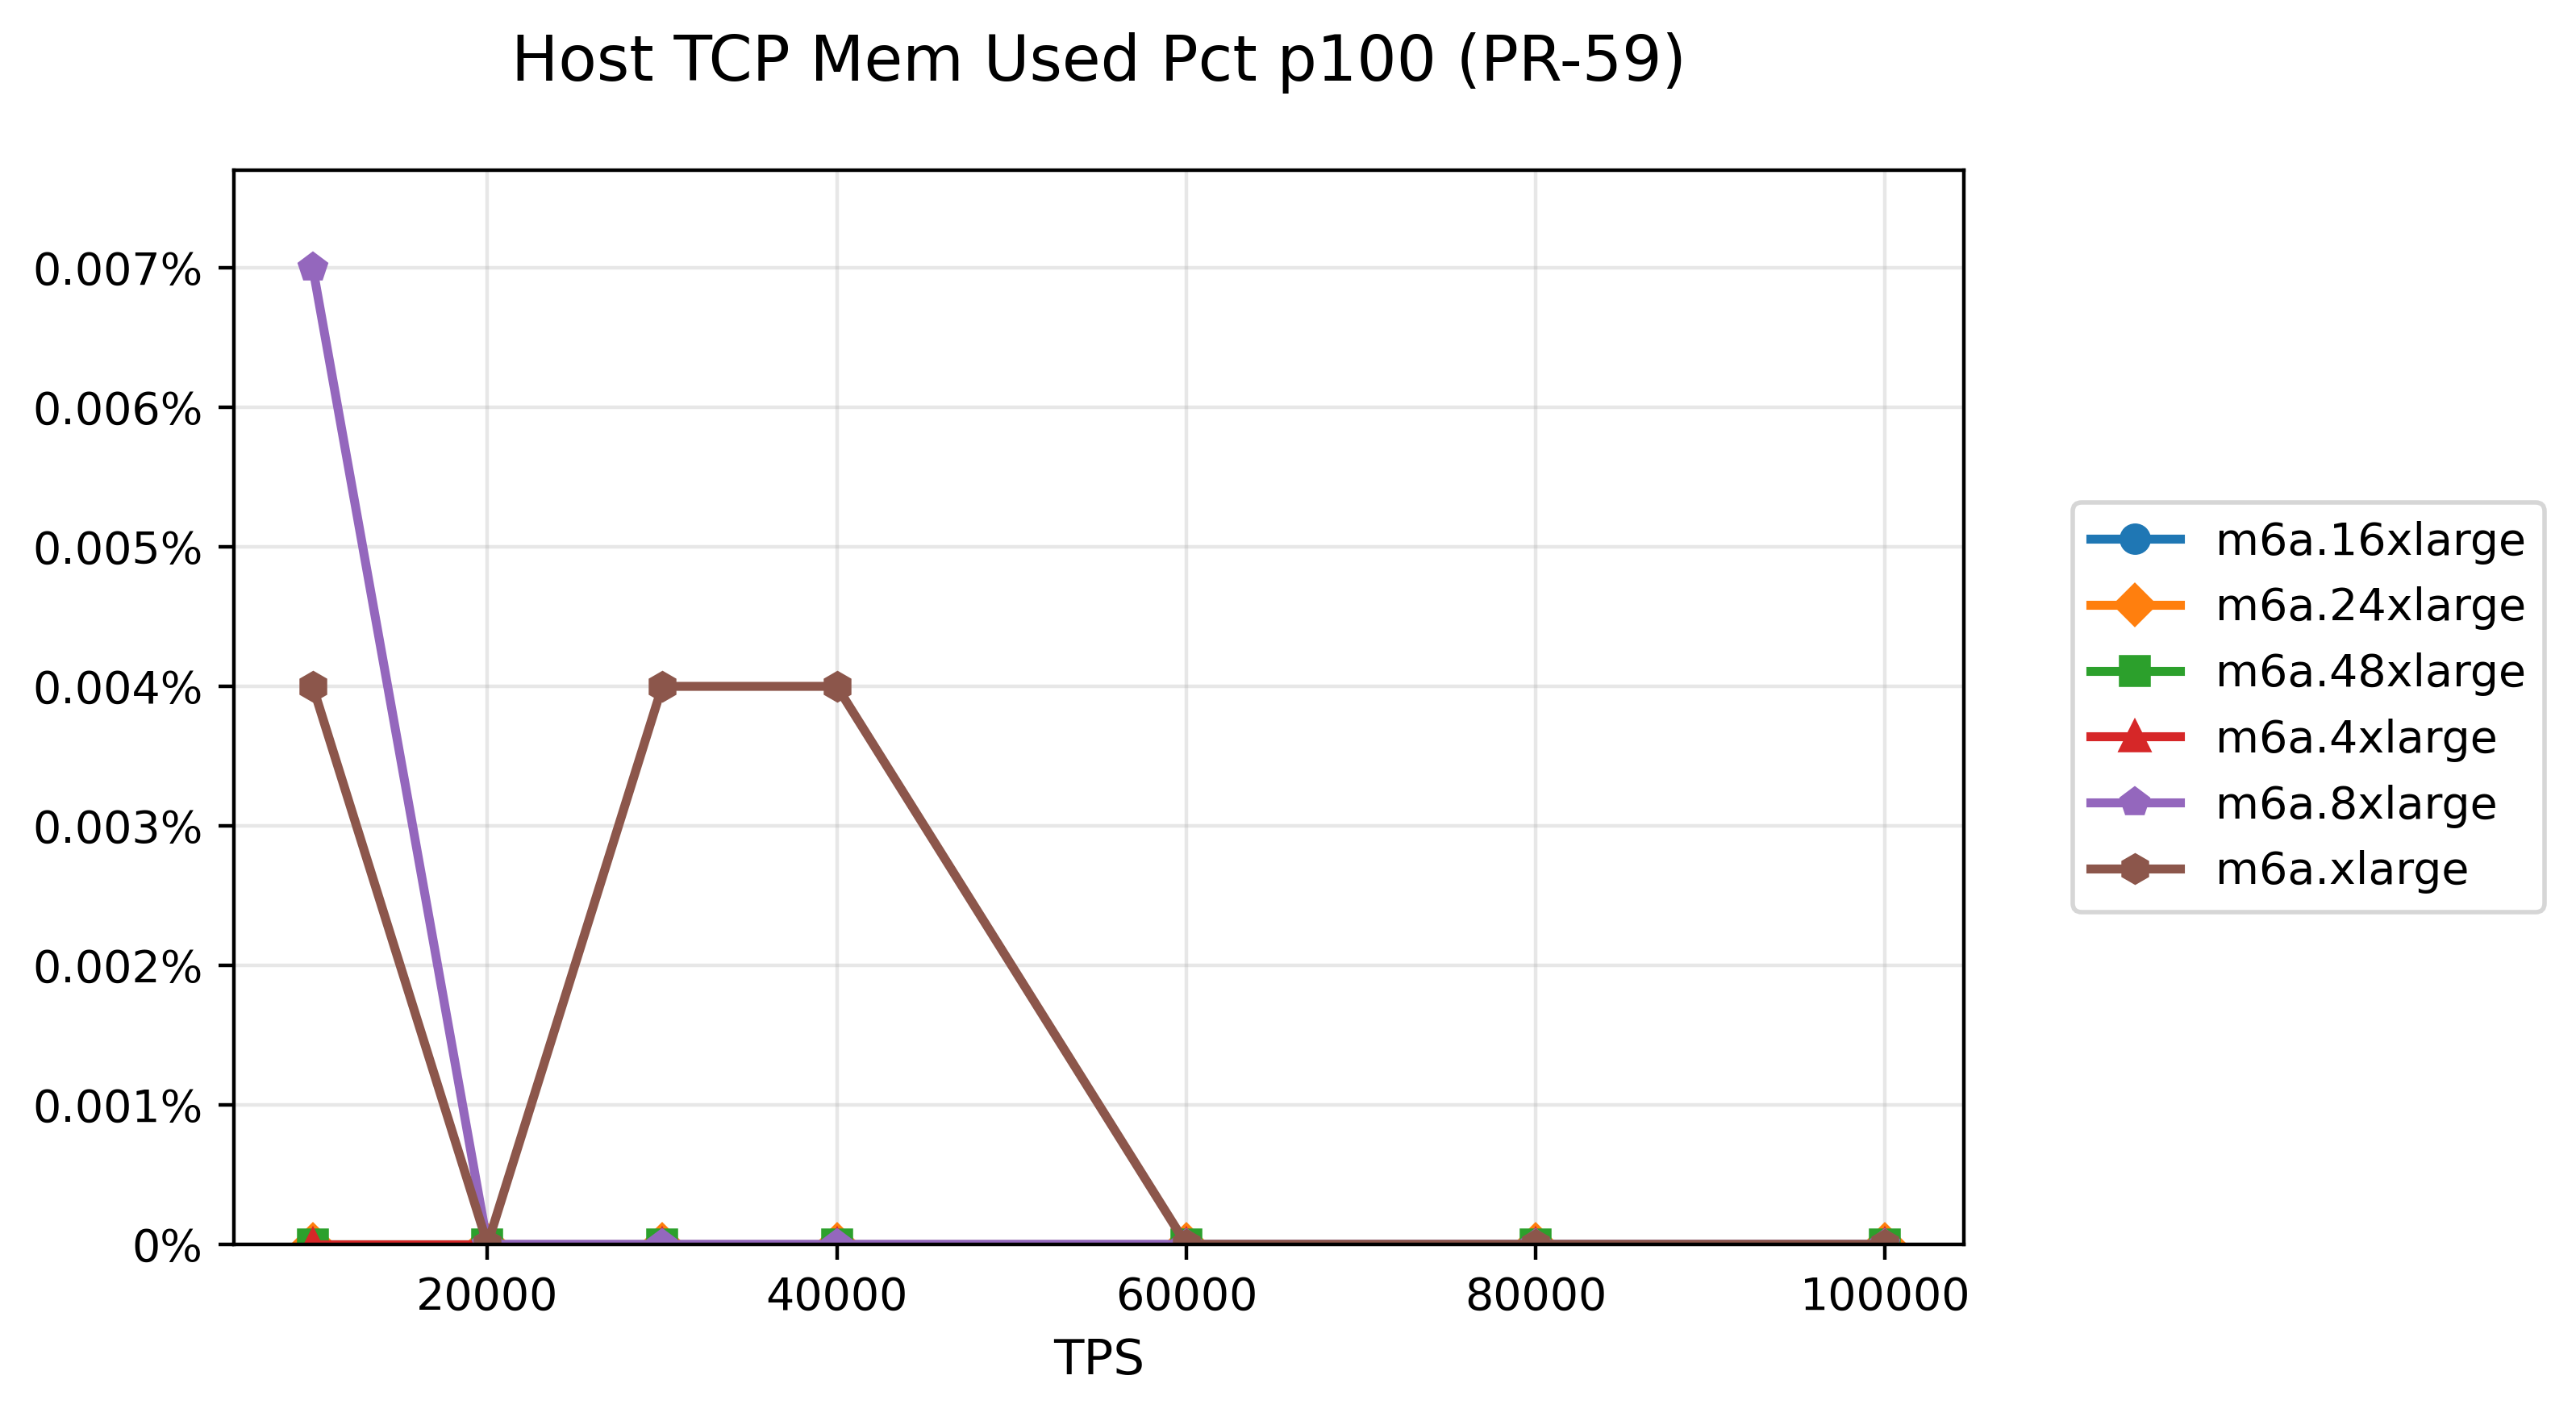 Host TCP Mem Used Pct p100 (PR-59)
0.007%
0.006%
0.005%
0.004%
0.003%
0.002%
0.001%
0%
20000 40000 60000 80000 100000
TPS
m6a.16xlarge
m6a.24xlarge
m6a.48xlarge
m6a.4xlarge
m6a.8xlarge
m6a.xlarge